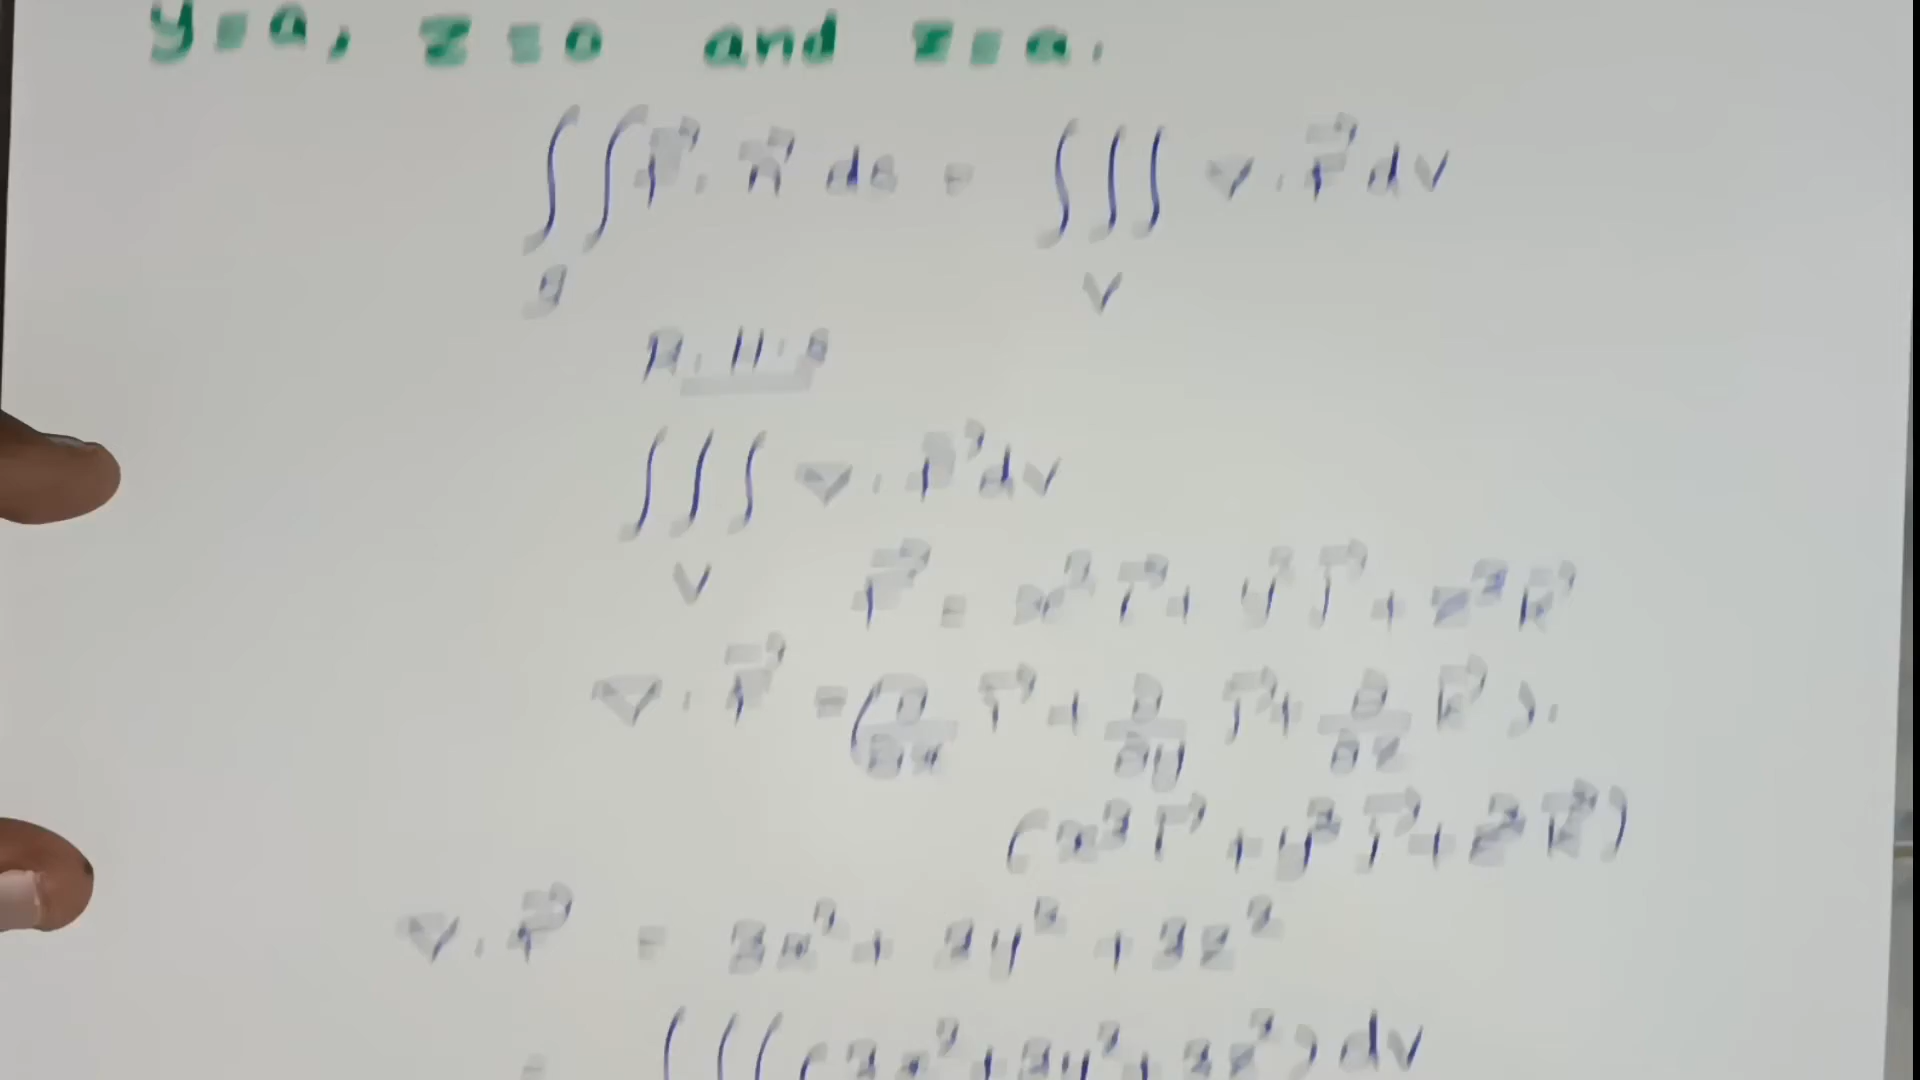 y=a, z=0 and z=a.
∫∫ F⃗ . n⃗ ds = ∫∫∫ ∇ . F⃗ dv
S V
R.H.S
∫∫∫ ∇ . F⃗ dv
V
F⃗ = x³ i⃗ + y³ j⃗ + z³ k⃗
∇ . F⃗ = (∂/∂x i⃗ + ∂/∂y j⃗ + ∂/∂z k⃗) .
(x³ i⃗ + y³ j⃗ + z³ k⃗)
∇ . F⃗ = 3x² + 3y² + 3z²
= ∫∫∫ (3x² + 3y² + 3z²) dv